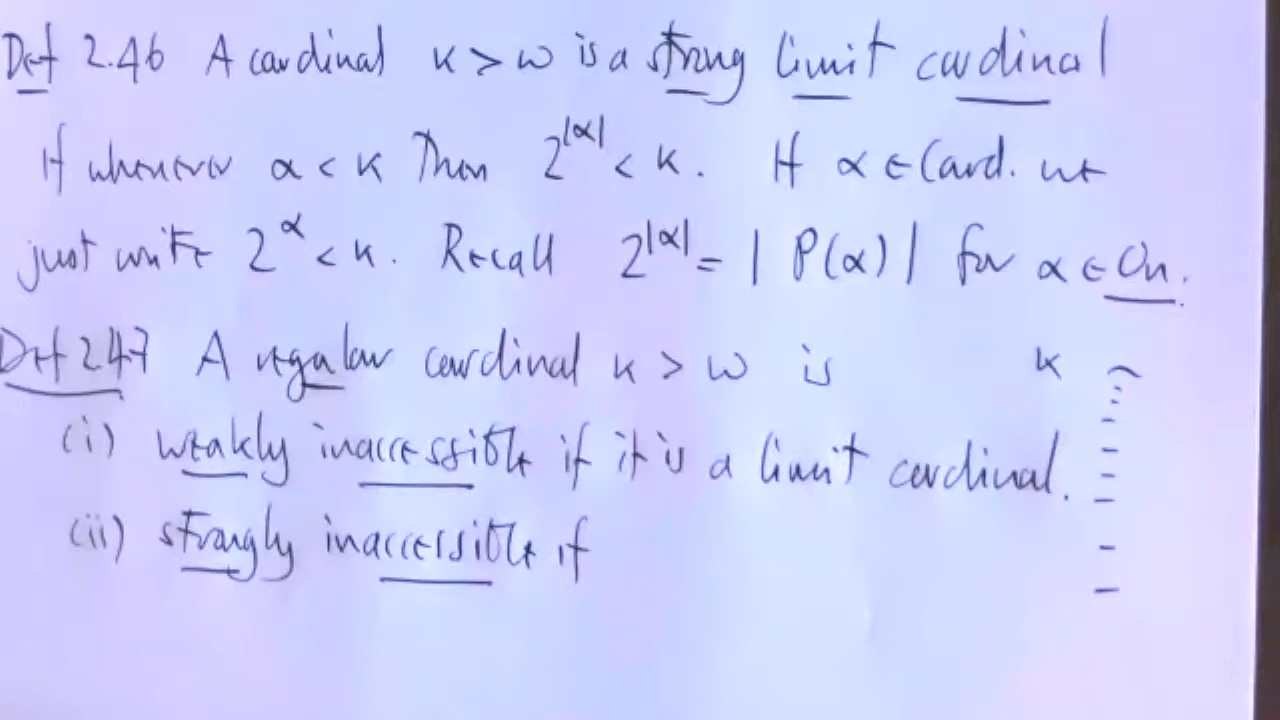 Def 2.46 A cardinal κ > ω is a strong limit cardinal
if whenever α < κ then 2^|α| < κ. If α ∈ Card. we
just write 2^α < κ. Recall 2^|α| = | P(α) | for α ∈ On.
Def 2.47 A regular cardinal κ > ω is κ
(i) weakly inaccessible if it is a limit cardinal.
(ii) strongly inaccessible if